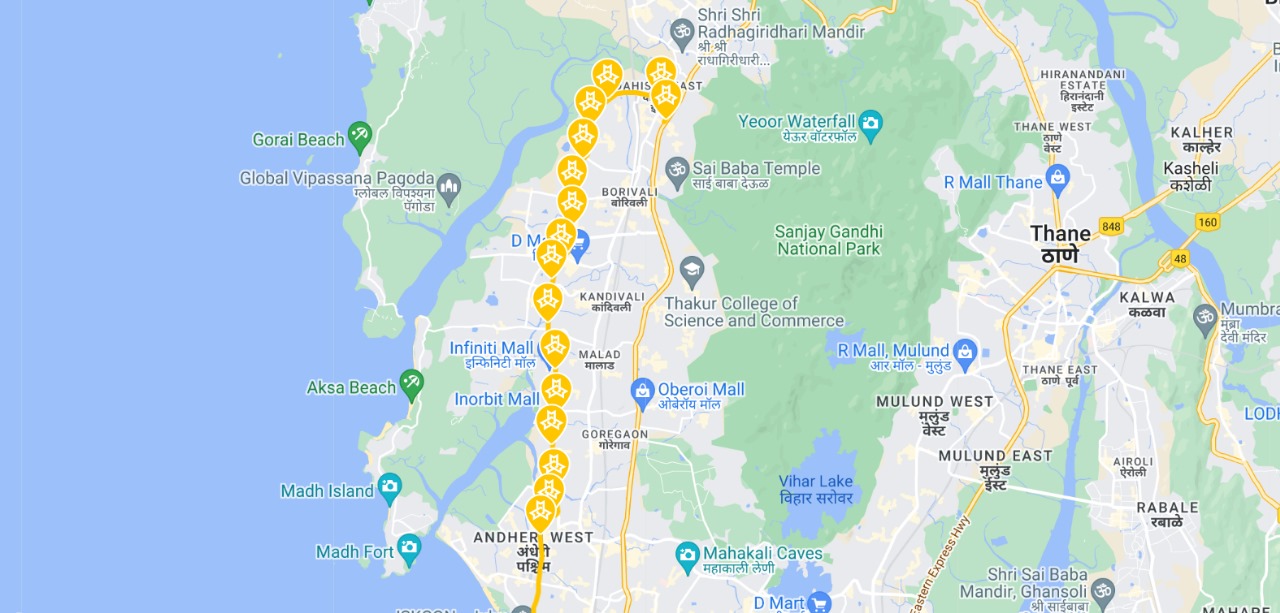 Shri Shri
Radhagiridhari Mandir
श्री श्री
राधागिरीधारी...
HIRANANDANI
ESTATE
हिरानंदानी
इस्टेट
Yeoor Waterfall
येऊर वॉटरफॉल
THANE WEST
ठाणे
वेस्ट
KALHER
काल्हेर
Gorai Beach
Kasheli
कशेली
Sai Baba Temple
साई बाबा देऊळ
Global Vipassana Pagoda
ग्लोबल विपश्यना
पॅगोडा
R Mall Thane
BORIVALI
बोरिवली
848
160
Sanjay Gandhi
National Park
Thane
ठाणे
48
KANDIVALI
कांदिवली
Thakur College of
Science and Commerce
KALWA
कळवा
Mumbra
मुंब्रा
देवी मंदिर
Infiniti Mall
इन्फिनिटी मॉल
MALAD
मालाड
R Mall, Mulund
आर मॉल - मुलुंड
THANE EAST
ठाणे पूर्व
Aksa Beach
Inorbit Mall
Oberoi Mall
ओबेरॉय मॉल
MULUND WEST
मुलुंड
वेस्ट
GOREGAON
गोरेगाव
MULUND EAST
मुलुंड
ईस्ट
AIROLI
ऐरोली
Madh Island
Vihar Lake
विहार सरोवर
RABALE
रबाळे
ANDHERI WEST
अंधेरी
पश्चिम
Madh Fort
Mahakali Caves
महाकाली लेणी
Eastern Express Hwy
Shri Sai Baba
Mandir, Ghansoli
श्री साईबाबा
D Mart